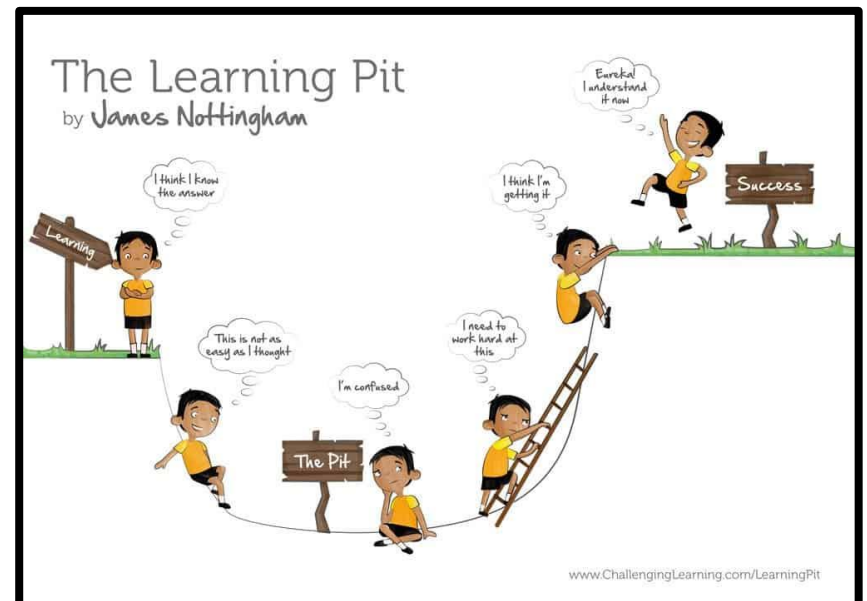 The Learning Pit
by James Nottingham
Eureka!
I understand
it now
I think I know
the answer
I think I'm
getting it
Success
Learning
This is not as
easy as I thought
I need to
work hard at
this
I'm confused
The Pit
www.ChallengingLearning.com/LearningPit